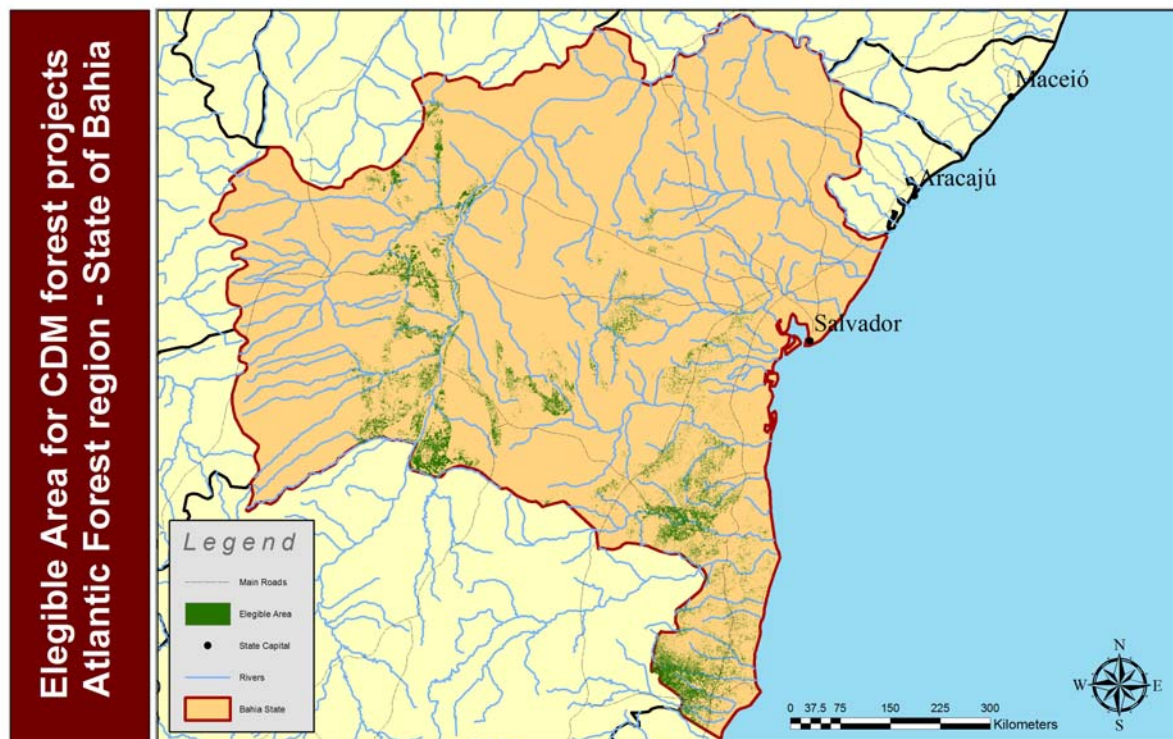 Elegible Area for CDM forest projects
Atlantic Forest region - State of Bahia
Maceió
Aracajú
Salvador
Legend
Main Roads
Elegible Area
State Capital
Rivers
Bahia State
N
W E
S
0 37.5 75 150 225 300
Kilometers